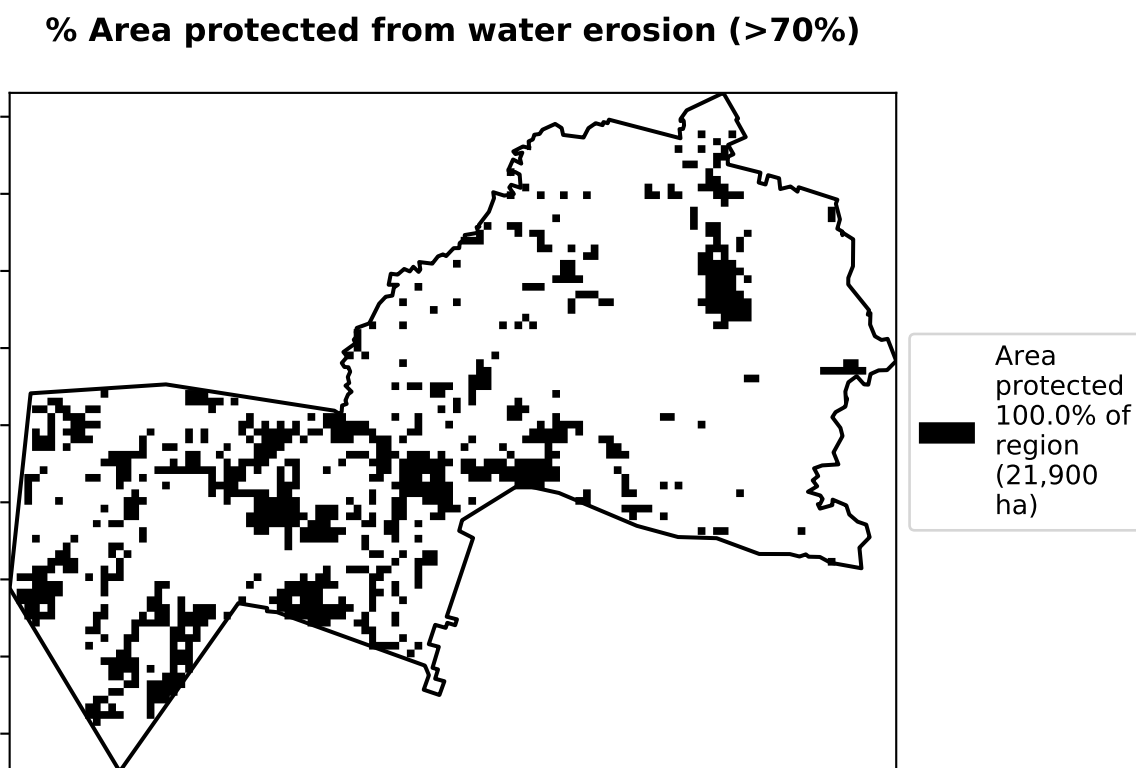 % Area protected from water erosion (>70%)
Area
protected
100.0% of
region
(21,900
ha)